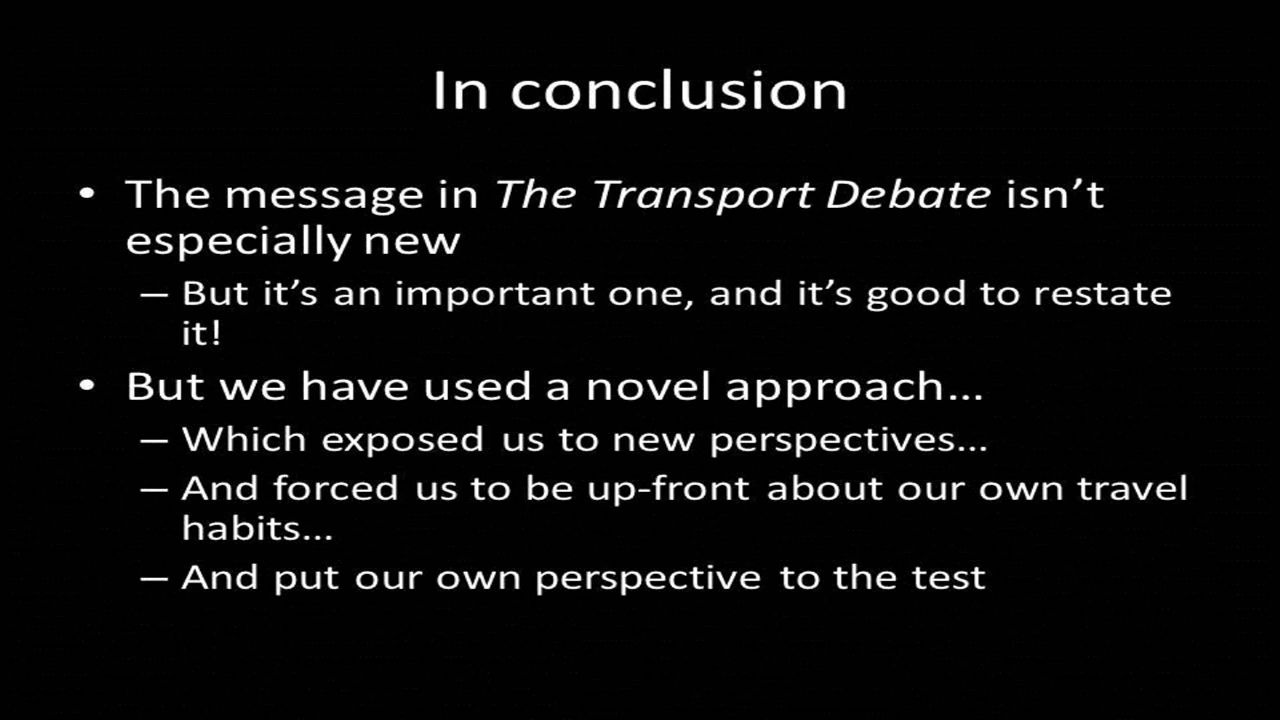 In conclusion
• The message in The Transport Debate isn’t
especially new
– But it’s an important one, and it’s good to restate
it!
• But we have used a novel approach…
– Which exposed us to new perspectives…
– And forced us to be up-front about our own travel
habits…
– And put our own perspective to the test